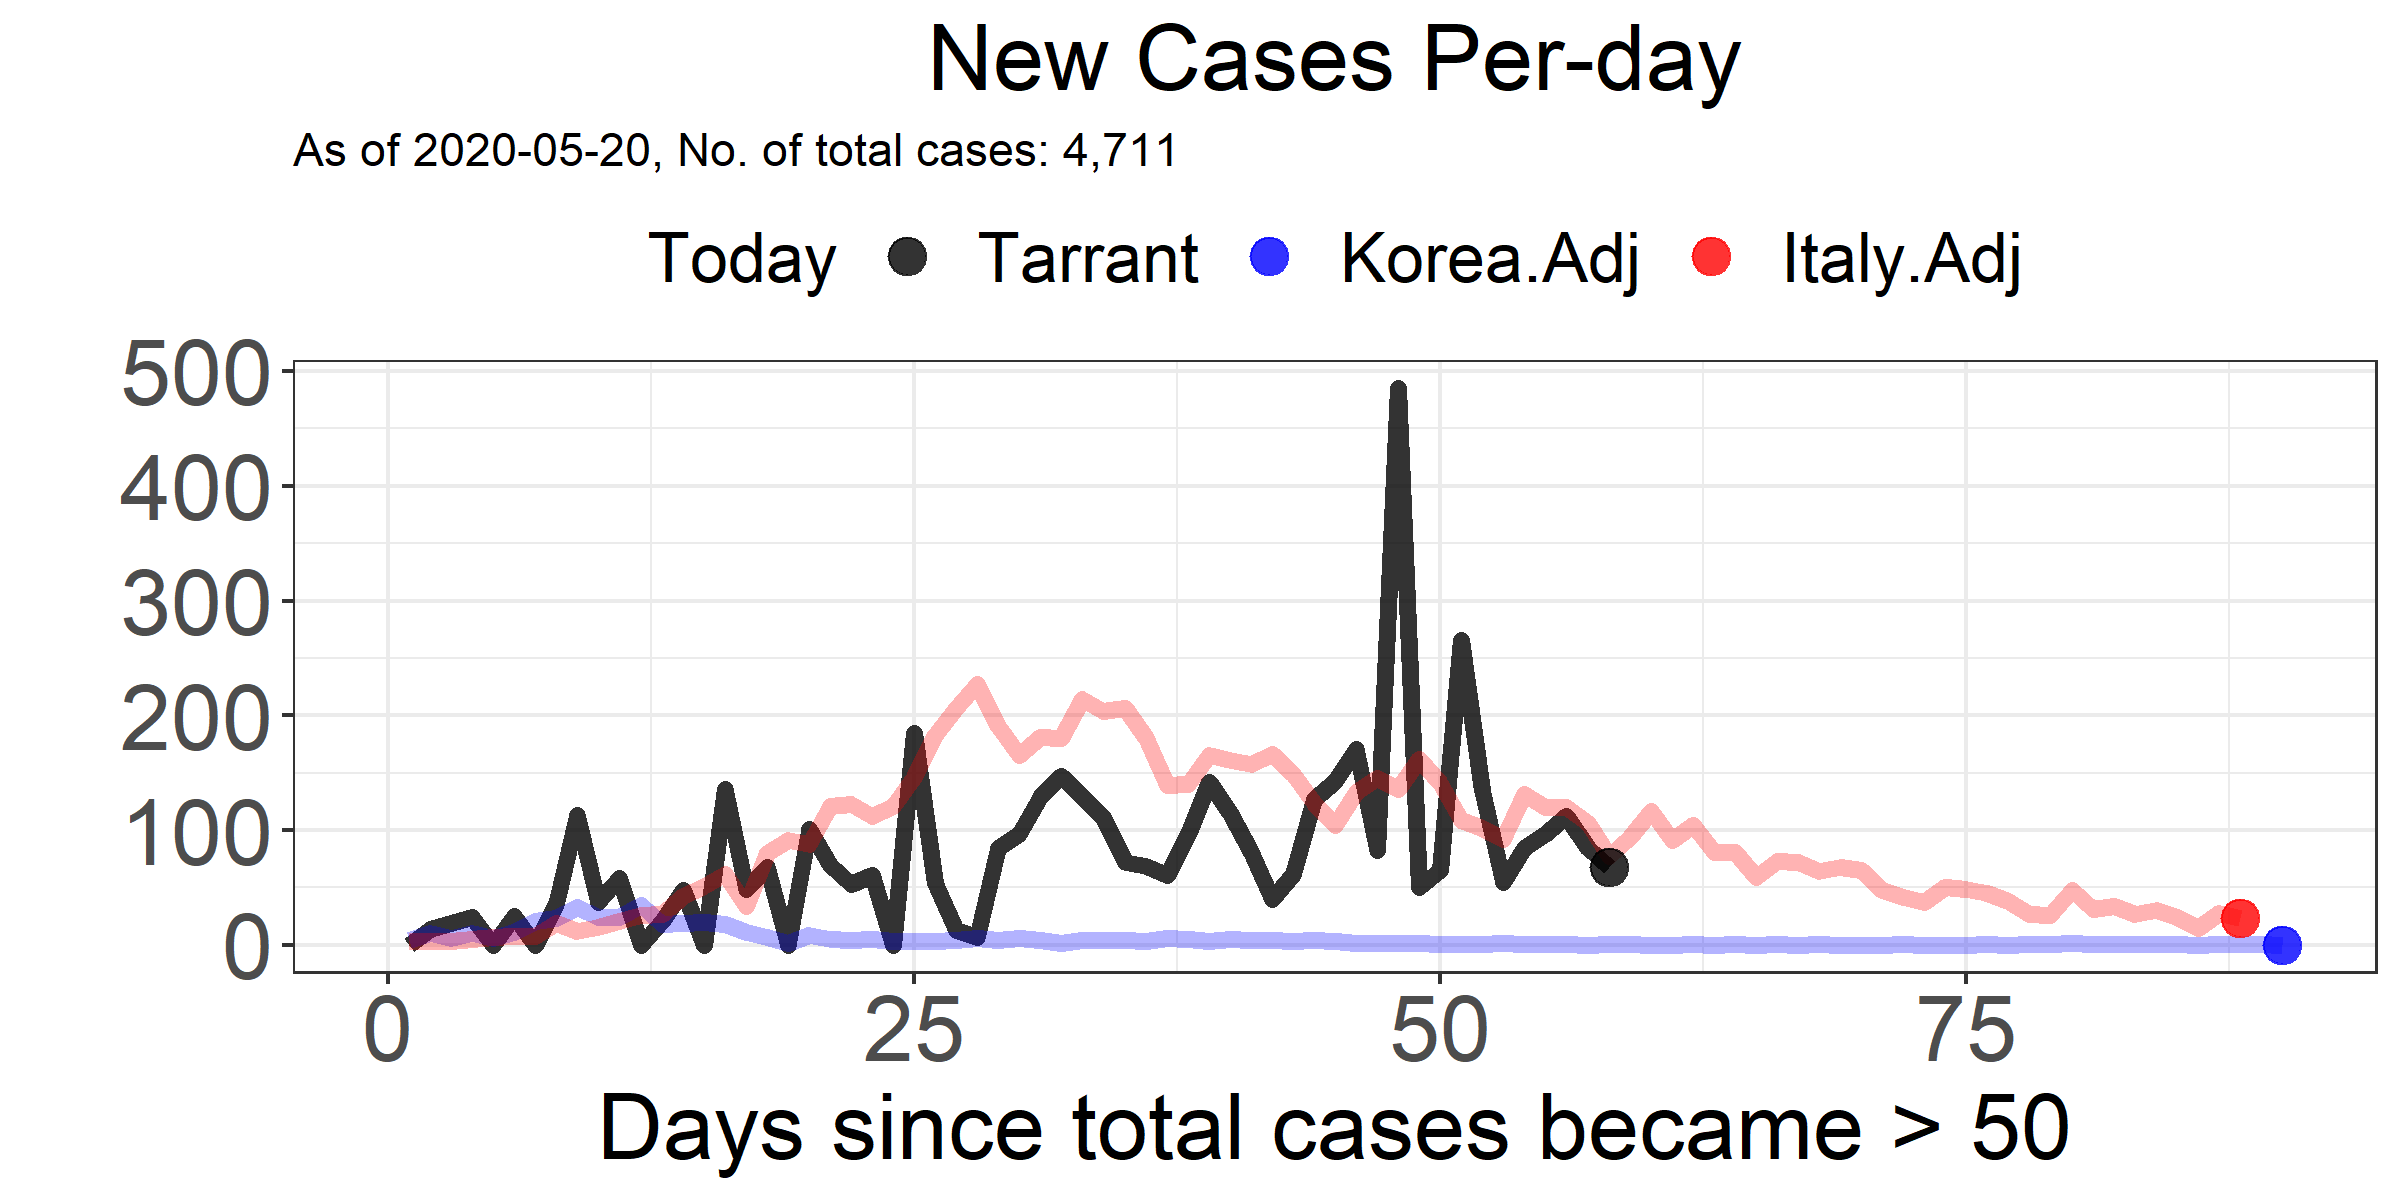 New Cases Per-day
As of 2020-05-20, No. of total cases: 4,711
Today Tarrant Korea.Adj Italy.Adj
500
400
300
200
100
0
0 25 50 75
Days since total cases became > 50